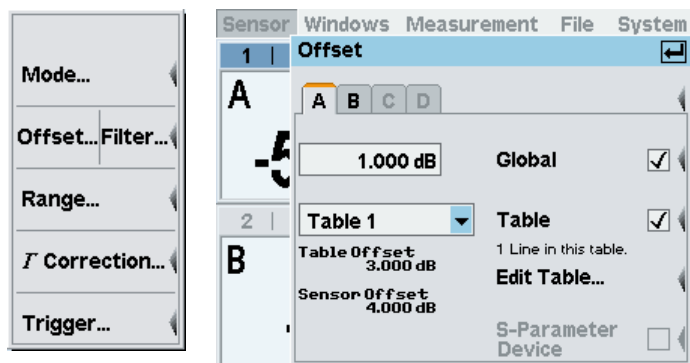 Mode...
Offset... Filter...
Range...
Γ Correction...
Trigger...
Sensor Windows Measurement File System
1 | Offset
A
A B C D
-5
1.000 dB Global
2 |
Table 1 Table
B
Table Offset
3.000 dB
1 Line in this table.
Edit Table...
Sensor Offset
4.000 dB
S-Parameter
Device